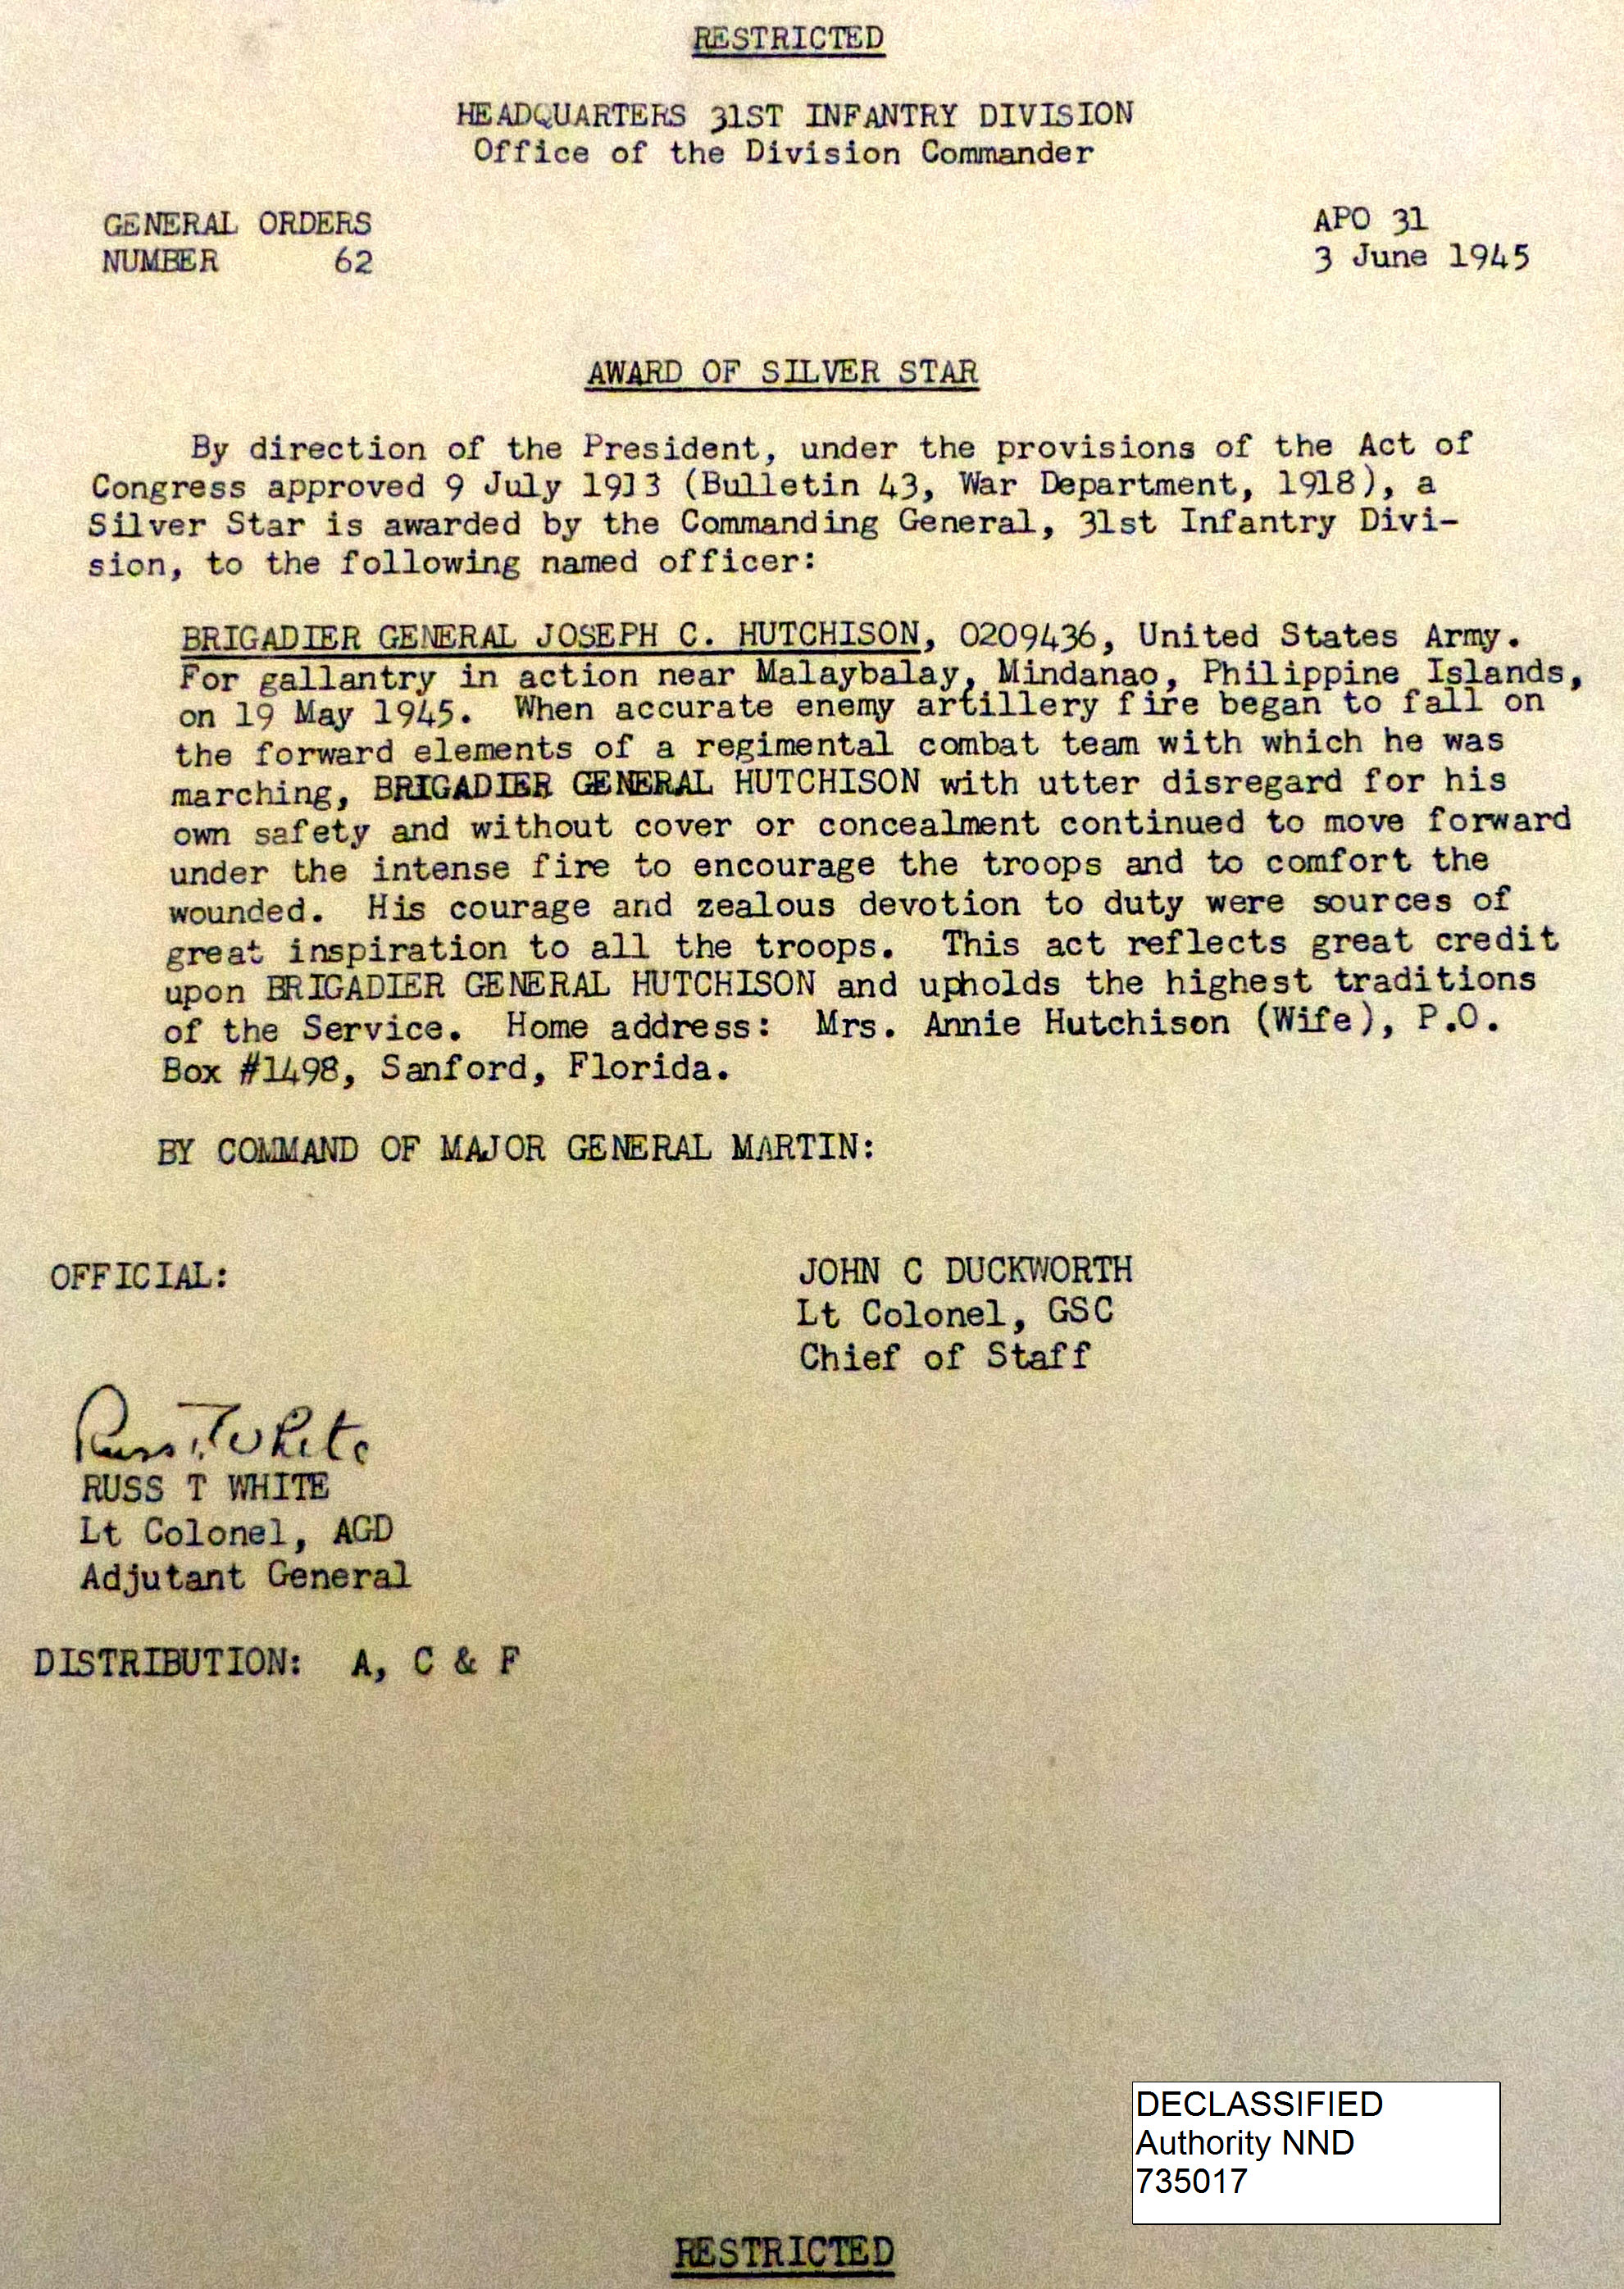 RESTRICTED
HEADQUARTERS 31ST INFANTRY DIVISION
Office of the Division Commander
GENERAL ORDERS
NUMBER 62
APO 31
3 June 1945
AWARD OF SILVER STAR
By direction of the President, under the provisions of the Act of
Congress approved 9 July 1913 (Bulletin 43, War Department, 1918), a
Silver Star is awarded by the Commanding General, 31st Infantry Divi-
sion, to the following named officer:
BRIGADIER GENERAL JOSEPH C. HUTCHISON, O209436, United States Army.
For gallantry in action near Malaybalay, Mindanao, Philippine Islands,
on 19 May 1945. When accurate enemy artillery fire began to fall on
the forward elements of a regimental combat team with which he was
marching, BRIGADIER GENERAL HUTCHISON with utter disregard for his
own safety and without cover or concealment continued to move forward
under the intense fire to encourage the troops and to comfort the
wounded. His courage and zealous devotion to duty were sources of
great inspiration to all the troops. This act reflects great credit
upon BRIGADIER GENERAL HUTCHISON and upholds the highest traditions
of the Service. Home address: Mrs. Annie Hutchison (Wife), P.O.
Box #1498, Sanford, Florida.
BY COMMAND OF MAJOR GENERAL MARTIN:
OFFICIAL:
JOHN C DUCKWORTH
Lt Colonel, GSC
Chief of Staff
Russ T. White
RUSS T WHITE
Lt Colonel, AGD
Adjutant General
DISTRIBUTION: A, C & F
DECLASSIFIED
Authority NND
735017
RESTRICTED